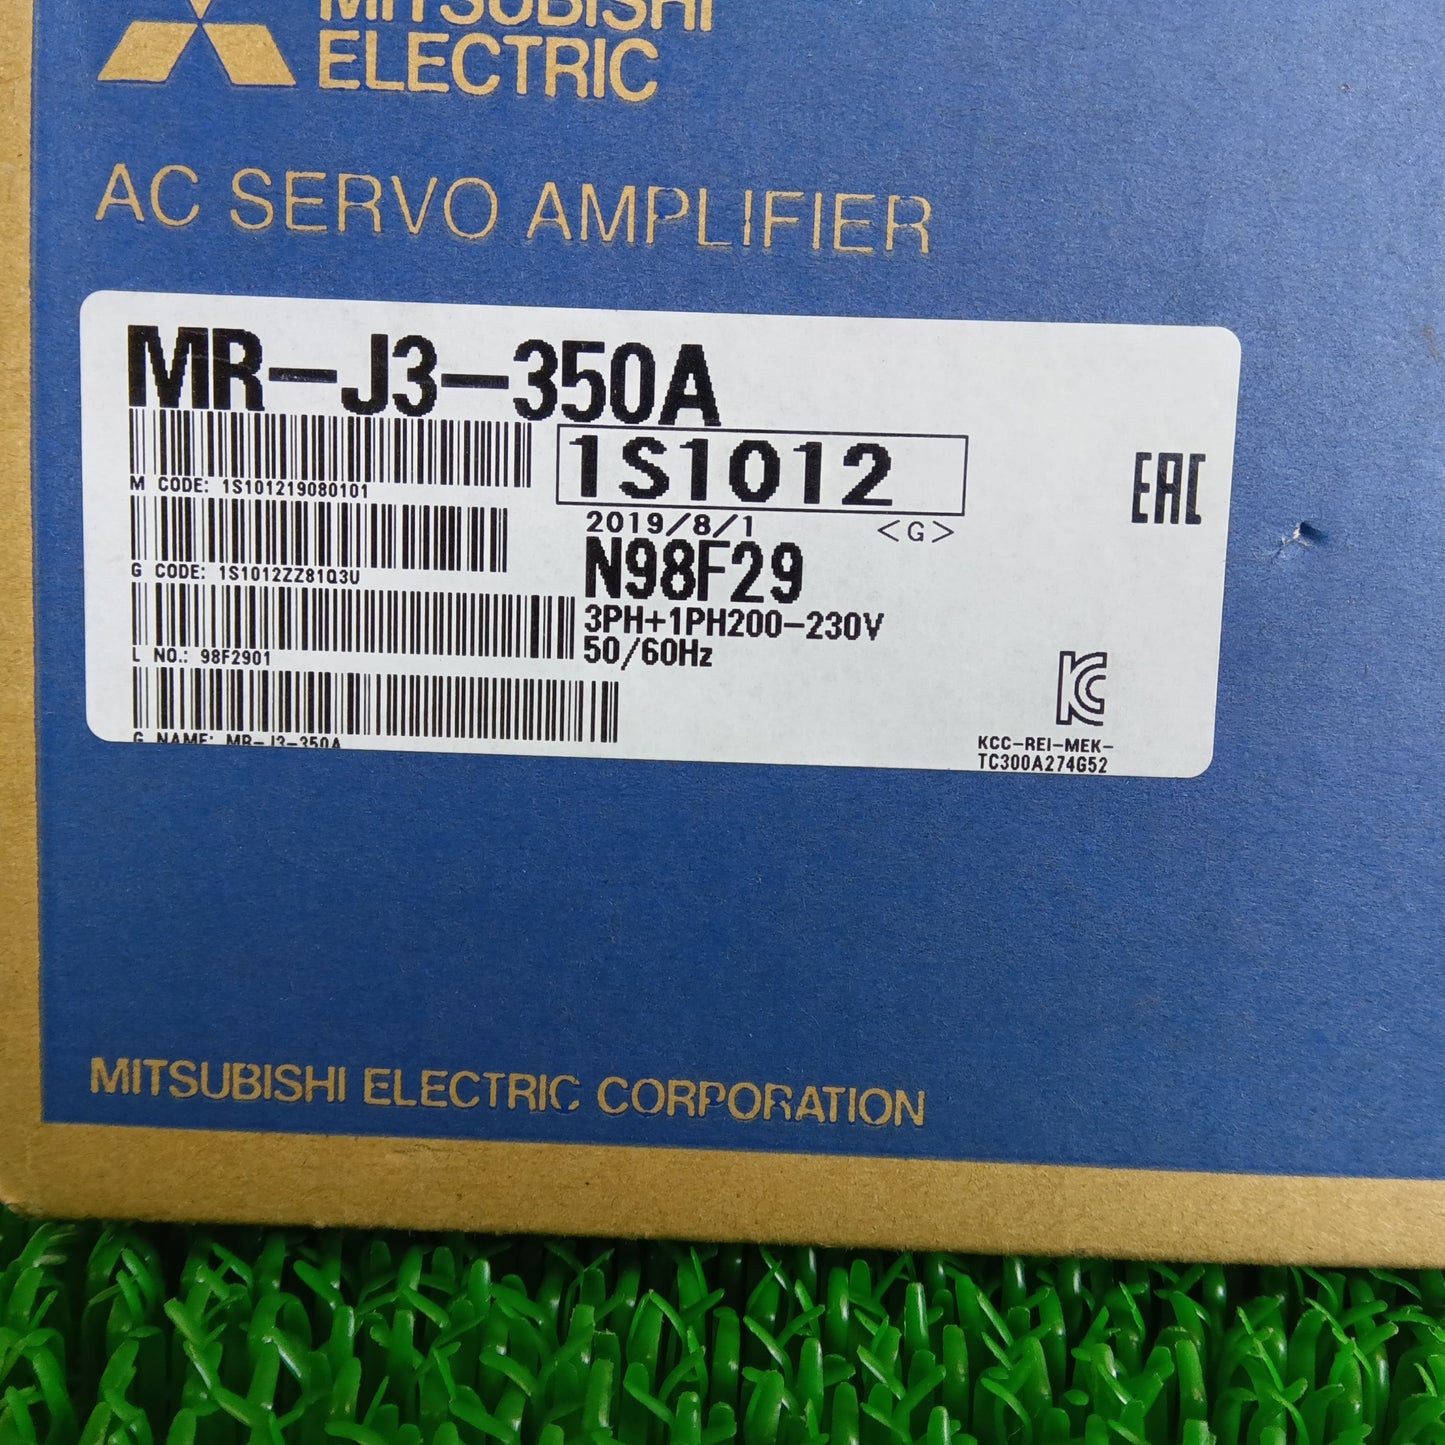 MITSUBISHI
ELECTRIC
AC SERVO AMPLIFIER
MR-J3-350A
M CODE: 1S101219080101
1S1012
2019/8/1 <G>
G CODE: 1S1012ZZ81Q3U
N98F29
3PH+1PH200-230V
50/60Hz
L NO.: 98F2901
G NAME: MR-J3-350A
EAC
KC
KCC-REI-MEK-
TC300A274G52
MITSUBISHI ELECTRIC CORPORATION